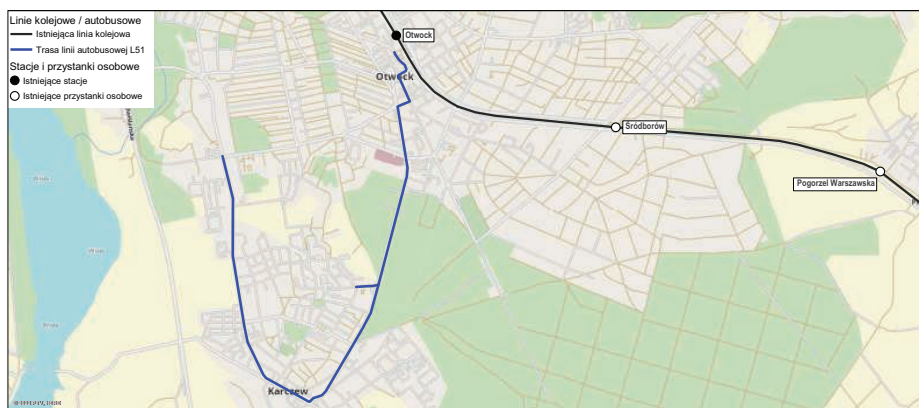 Linie kolejowe / autobusowe
Istniejąca linia kolejowa
Trasa linii autobusowej L51
Stacje i przystanki osobowe
Istniejące stacje
Istniejące przystanki osobowe
Otwock
Otwock
Śródborów
Pogorzel Warszawska
Karczew